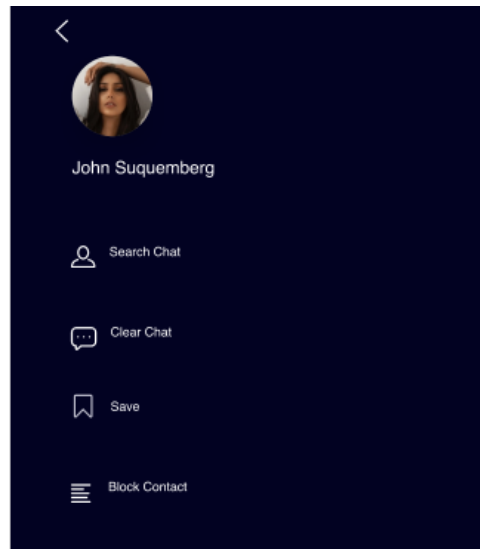 John Suquemberg
Search Chat
Clear Chat
Save
Block Contact